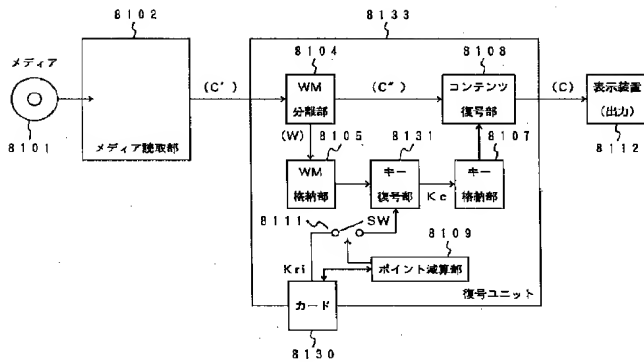 8102
8133
8104
8108
メディア
(C')
WM
分離部
(C")
コンテンツ
復号部
(C)
表示装置
(出力)
8101
メディア読取部
(W)
8105
8131
8107
8112
WM
格納部
キー
復号部
Kc
キー
格納部
8111
SW
8109
Kri
ポイント減算部
カード
復号ユニット
8130